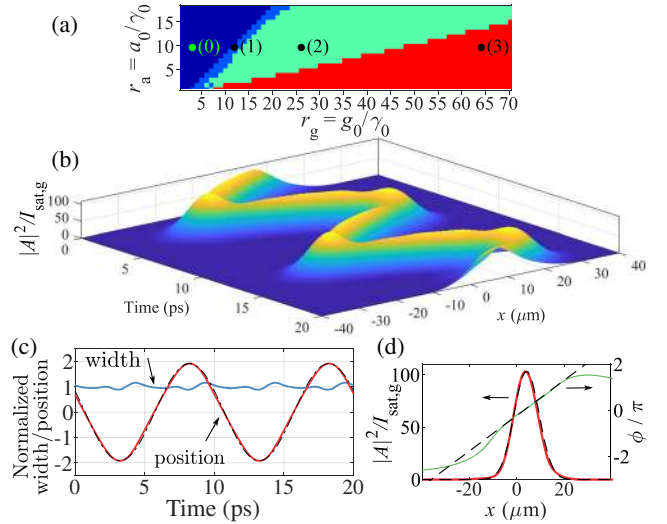 (a)
r_a = a_0/γ_0
15
10
5
(0)
(1)
(2)
(3)
5 10 15 20 25 30 35 40 45 50 55 60 65 70
r_g = g_0/γ_0
(b)
|A|²/I_sat,g
100
50
0
0
5
10
15
20
Time (ps)
-40
-30
-20
-10
0
10
20
30
40
x (μm)
(c)
Normalized
width/position
2
1
0
-1
-2
width
position
0 5 10 15 20
Time (ps)
(d)
|A|²/I_sat,g
100
50
0
2
0
-2
ϕ / π
-20 0 20
x (μm)